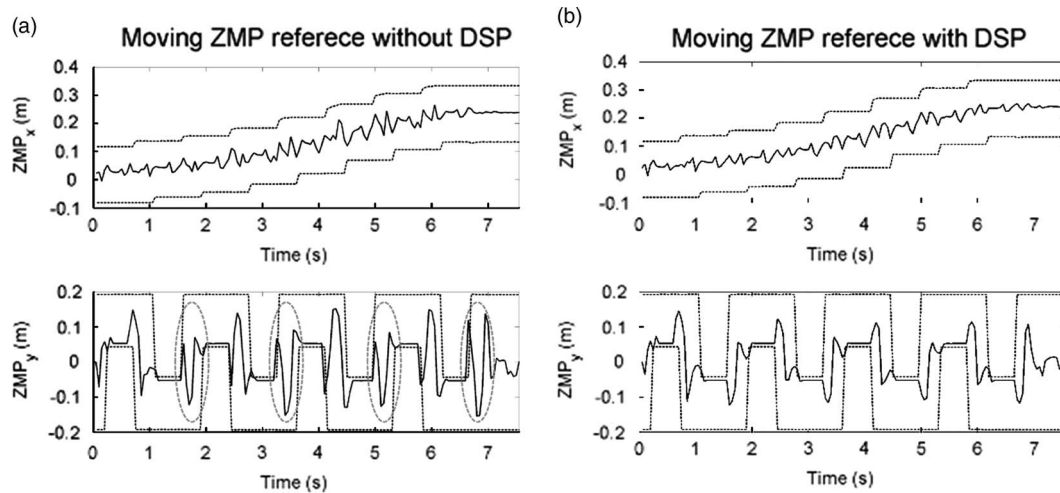 (a)
Moving ZMP referece without DSP
0.4
0.3
0.2
0.1
0
-0.1
ZMPx (m)
0 1 2 3 4 5 6 7
Time (s)
0.2
0.1
0
-0.1
-0.2
ZMPy (m)
0 1 2 3 4 5 6 7
Time (s)
(b)
Moving ZMP referece with DSP
0.4
0.3
0.2
0.1
0
-0.1
ZMPx (m)
0 1 2 3 4 5 6 7
Time (s)
0.2
0.1
0
-0.1
-0.2
ZMPy (m)
0 1 2 3 4 5 6 7
Time (s)